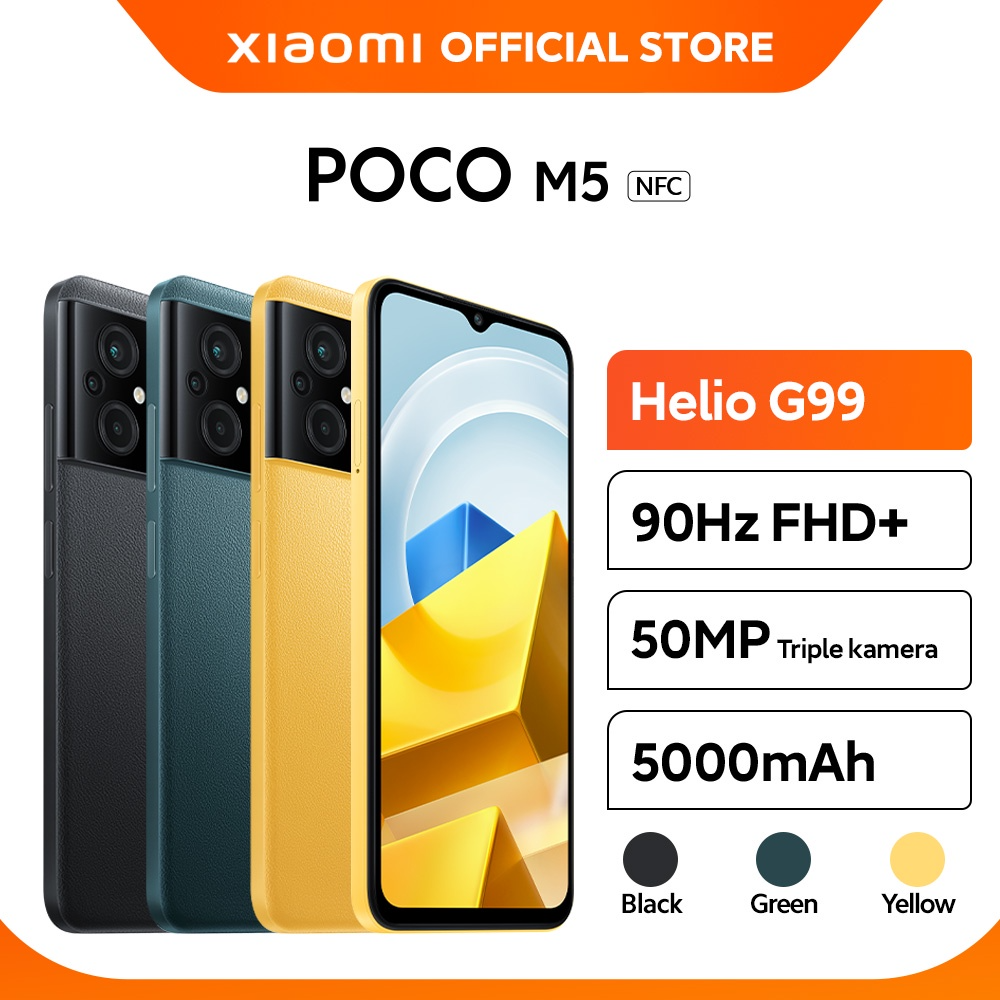 xiaomi OFFICIAL STORE
POCO M5 NFC
Helio G99
90Hz FHD+
50MP Triple kamera
5000mAh
Black Green Yellow